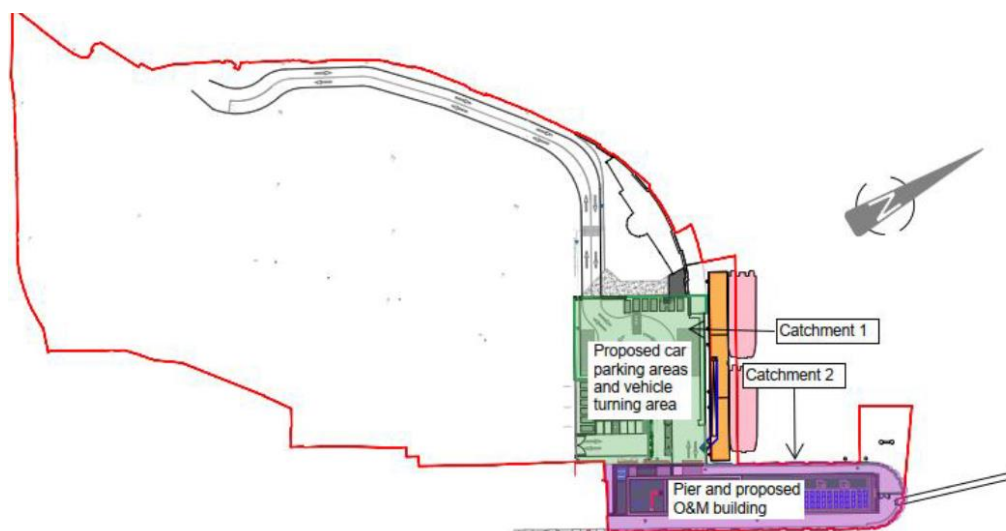 N
Catchment 1
Proposed car
parking areas
and vehicle
turning area
Catchment 2
Pier and proposed
O&M building